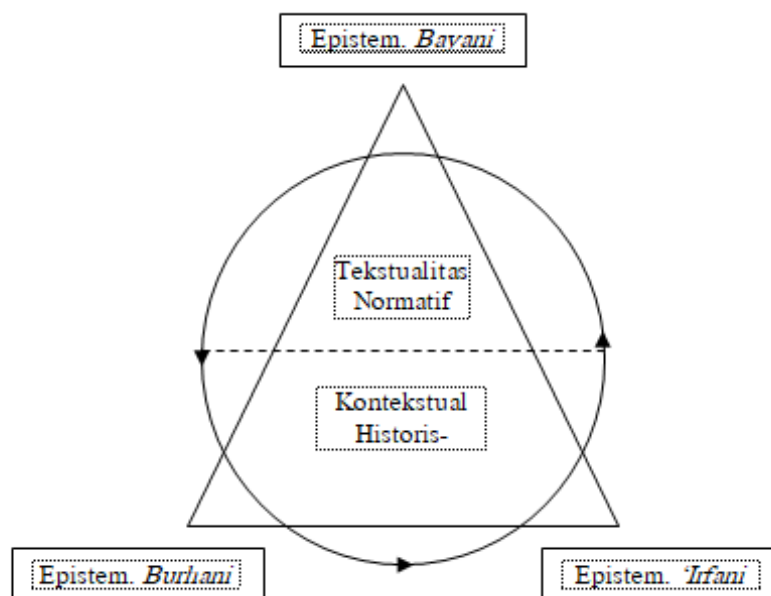 Epistem. Bayani
Tekstualitas
Normatif
Kontekstual
Historis-
Epistem. Burhani
Epistem. 'Irfani